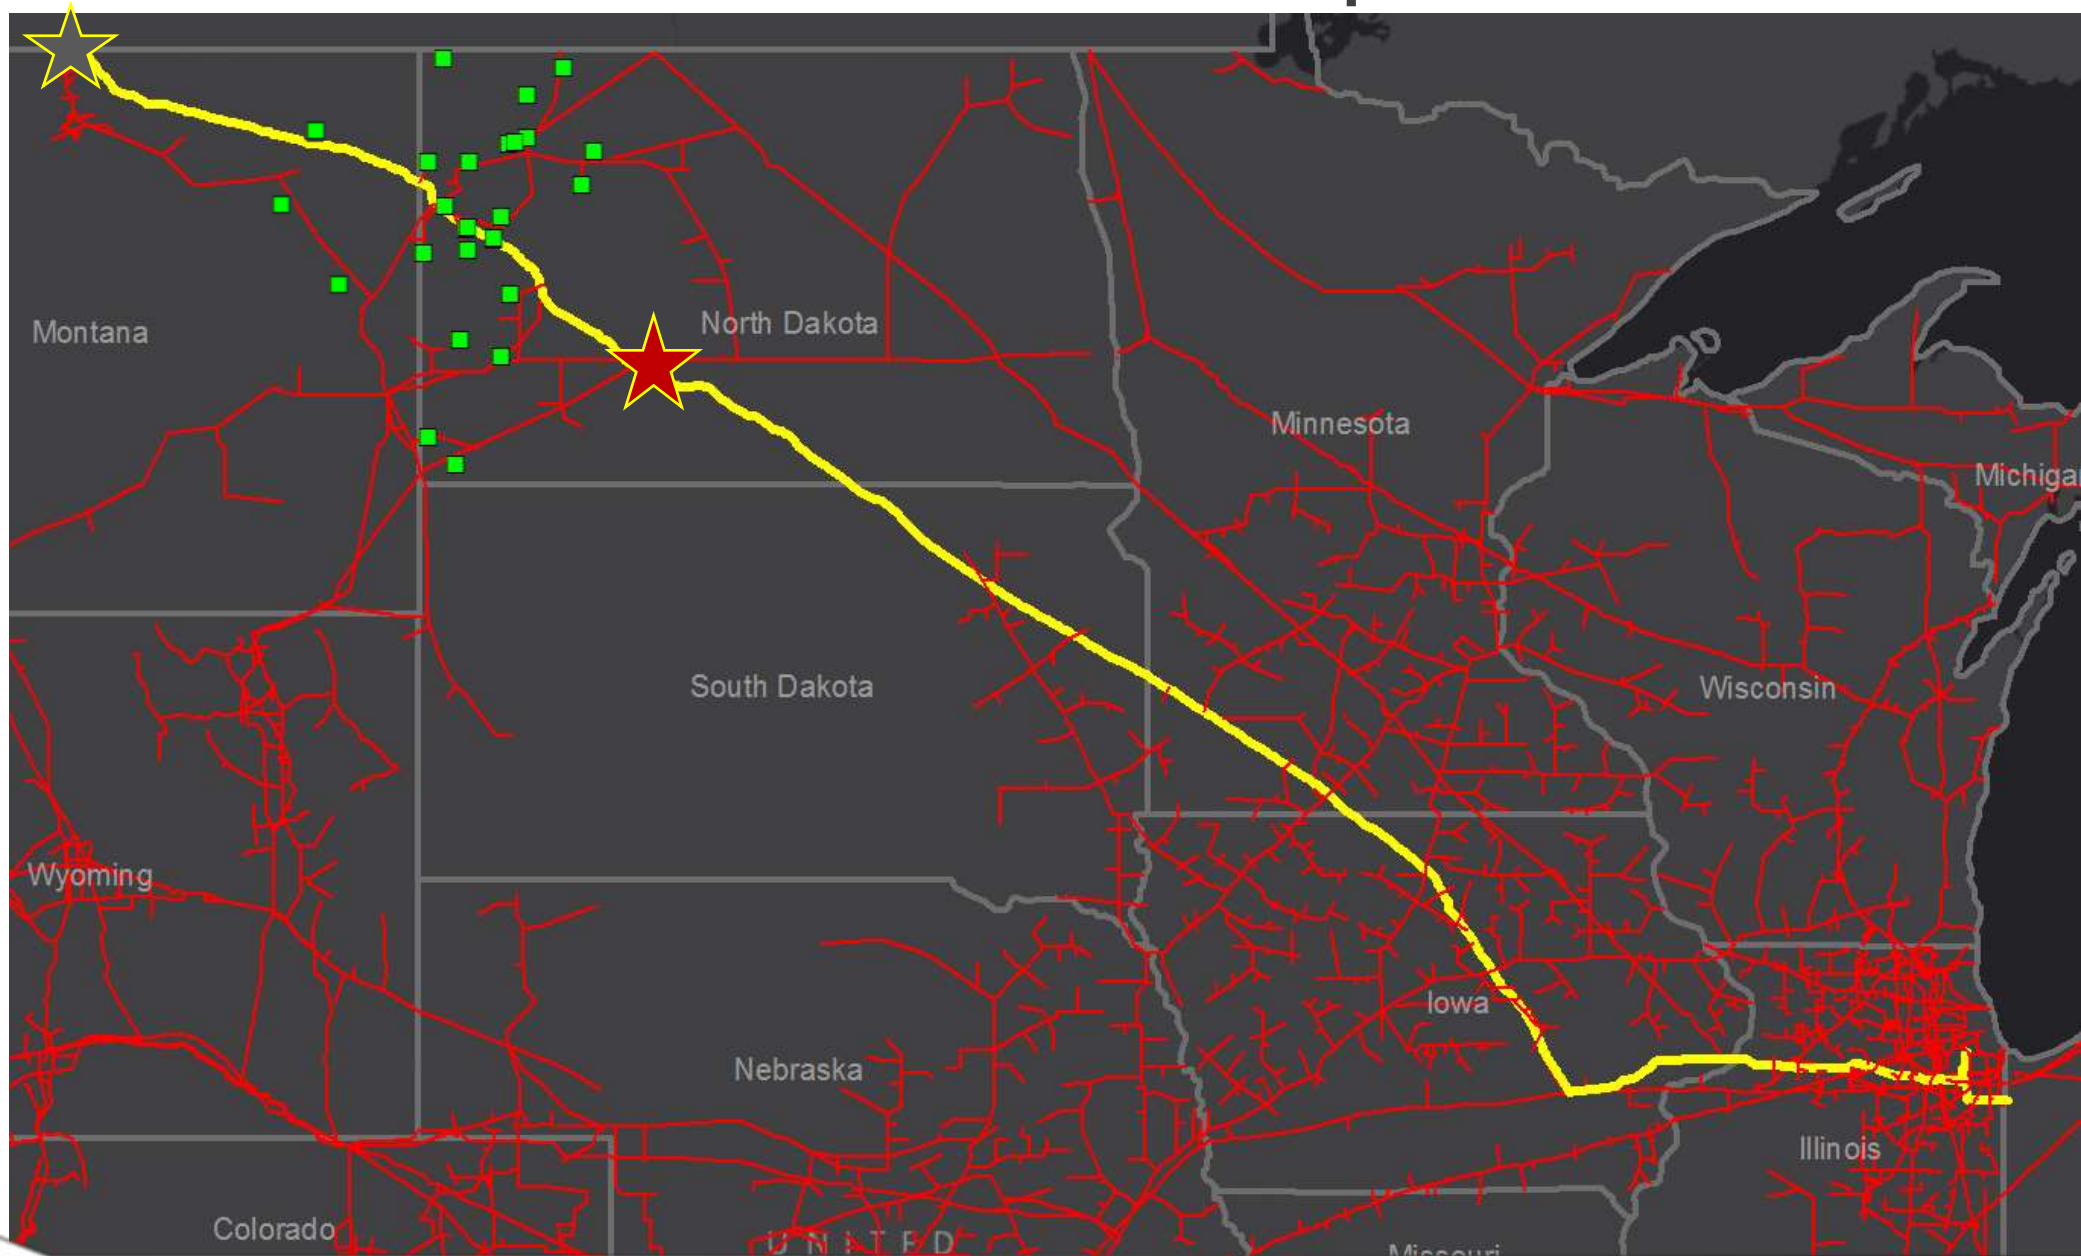 North Dakota
Montana
Minnesota
Michigan
South Dakota
Wisconsin
Wyoming
Iowa
Nebraska
Illinois
Colorado
UNITED
Missouri